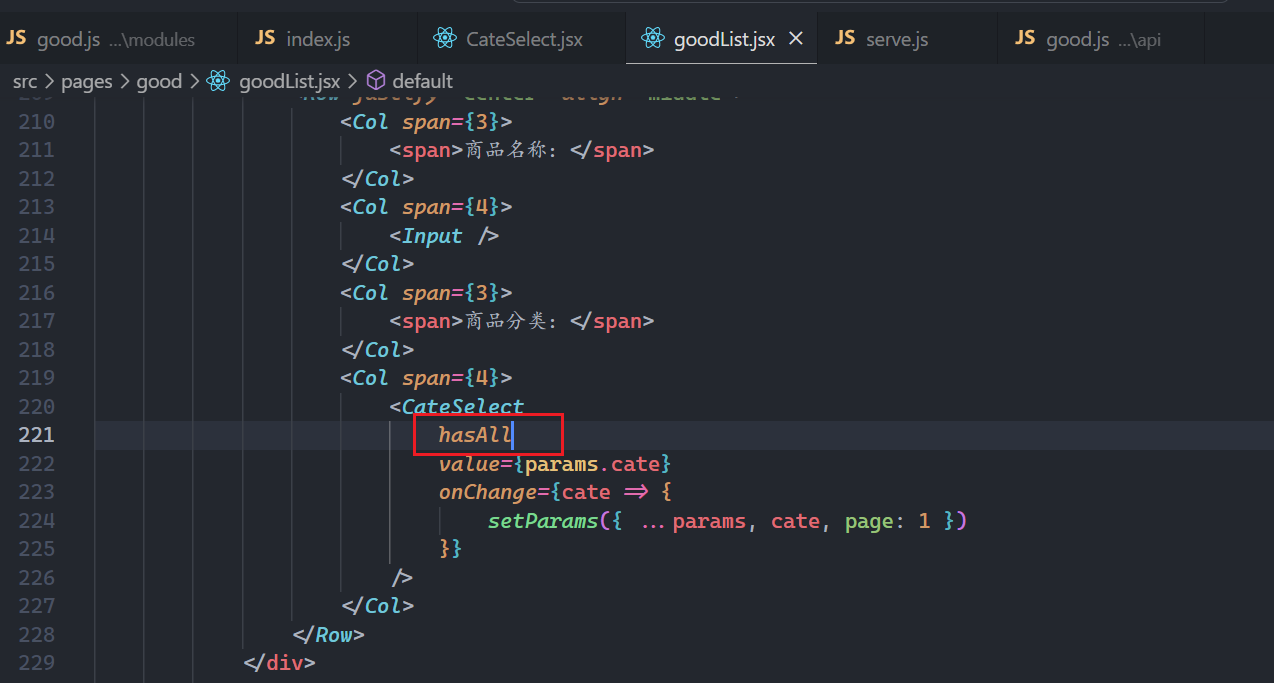 JS good.js ...\modules JS index.js CateSelect.jsx goodList.jsx × JS serve.js JS good.js ...\api
src > pages > good > goodList.jsx > default
210 <Col span={3}>
211 <span>商品名称: </span>
212 </Col>
213 <Col span={4}>
214 <Input />
215 </Col>
216 <Col span={3}>
217 <span>商品分类: </span>
218 </Col>
219 <Col span={4}>
220 <CateSelect
221 hasAll
222 value={params.cate}
223 onChange={cate => {
224 setParams({ ...params, cate, page: 1 })
225 }}
226 />
227 </Col>
228 </Row>
229 </div>